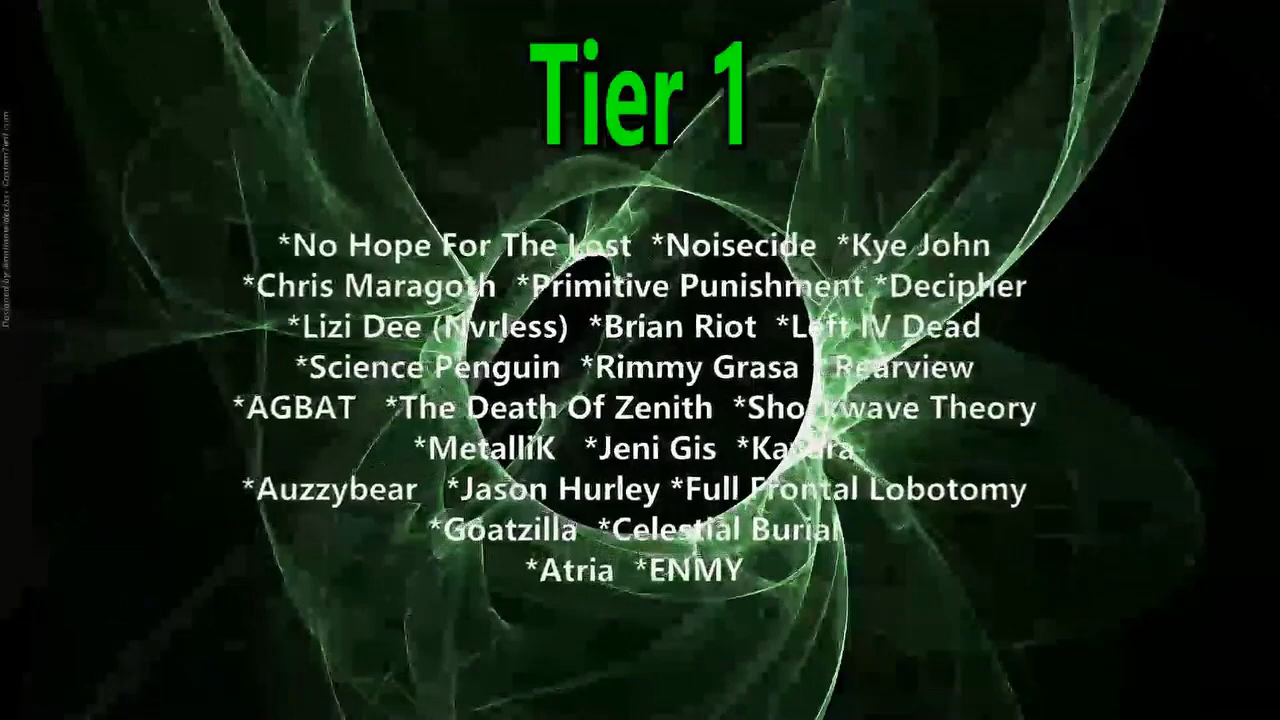 Tier 1
*No Hope For The Lost *Noisecide *Kye John
*Chris Maragoth *Primitive Punishment *Decipher
*Lizi Dee (Nvrless) *Brian Riot *Left IV Dead
*Science Penguin *Rimmy Grasa *Rearview
*AGBAT *The Death Of Zenith *Shockwave Theory
*MetalliK *Jeni Gis
*Auzzybear *Jason Hurley *Full Frontal Lobotomy
*Goatzilla *Celestial Burial
*Atria *ENMY